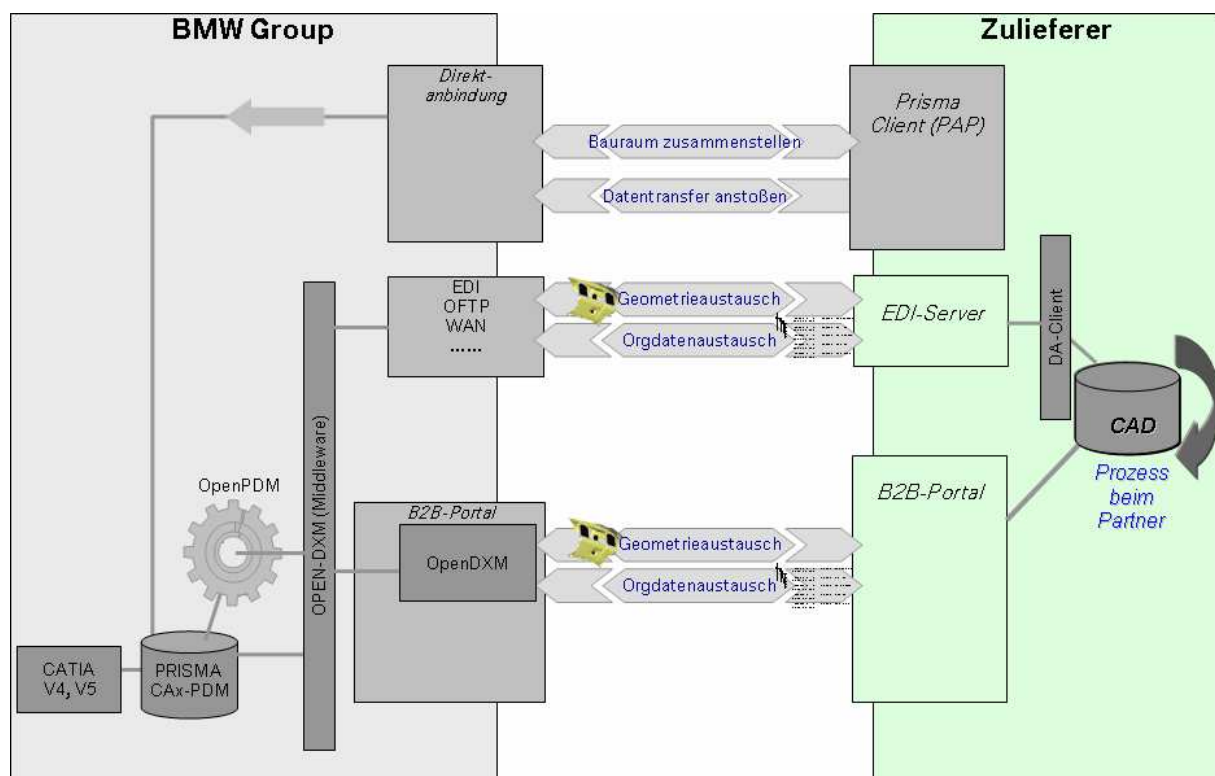 BMW Group
Zulieferer
Direkt-
anbindung
Prisma
Client (PAP)
Bauraum zusammenstellen
Datentransfer anstoßen
EDI
OFTP
WAN
......
Geometrieaustausch
Orgdatenaustausch
EDI-Server
DA-Client
CAD
Prozess
beim
Partner
OpenPDM
OPEN-DXM (Middleware)
B2B-Portal
OpenDXM
Geometrieaustausch
Orgdatenaustausch
B2B-Portal
CATIA
V4, V5
PRISMA
CAx-PDM